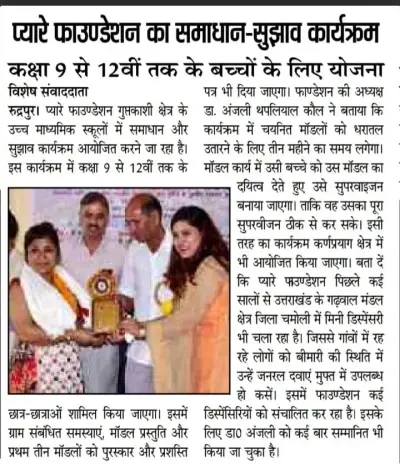 प्यारे फाउण्डेशन का समाधान-सुझाव कार्यक्रम
कक्षा 9 से 12वीं तक के बच्चों के लिए योजना
विशेष संवाददाता
रुद्रपुर। प्यारे फाउण्डेशन गुप्तकाशी क्षेत्र के
उच्च माध्यमिक स्कूलों में समाधान और
सुझाव कार्यक्रम आयोजित करने जा रहा है।
इस कार्यक्रम में कक्षा 9 से 12वीं तक के
छात्र-छात्राओं शामिल किया जाएगा। इसमें
ग्राम संबंधित समस्याएं, मॉडल प्रस्तुति और
प्रथम तीन मॉडलों को पुरस्कार और प्रशस्ति
पत्र भी दिया जाएगा। फाण्डेशन की अध्यक्ष
डा. अंजली थपलियाल कौल ने बताया कि
कार्यक्रम में चयनित मॉडलों को धरातल
उतारने के लिए तीन महीने का समय लगेगा।
मॉडल कार्य में उसी बच्चे को उस मॉडल का
दयित्व देते हुए उसे सुपरवाइजन
बनाया जाएगा। ताकि वह उसका पूरा
सुपरवीजन ठीक से कर सके। इसी
तरह का कार्यक्रम कर्णप्रयाग क्षेत्र में
भी आयोजित किया जाएगा। बता दें
कि प्यारे फाउण्डेशन पिछले कई
सालों से उत्तराखंड के गढ़वाल मंडल
क्षेत्र जिला चमोली में मिनी डिस्पेंसरी
भी चला रहा है। जिससे गांवों में रह
रहे लोगों को बीमारी की स्थिति में
उन्हें जनरल दवाएं मुफ्त में उपलब्ध
हो कसें। इसमें फाउण्डेशन कई
डिस्पेंसिरियों को संचालित कर रहा है। इसके
लिए डा0 अंजली को कई बार सम्मानित भी
किया जा चुका है।